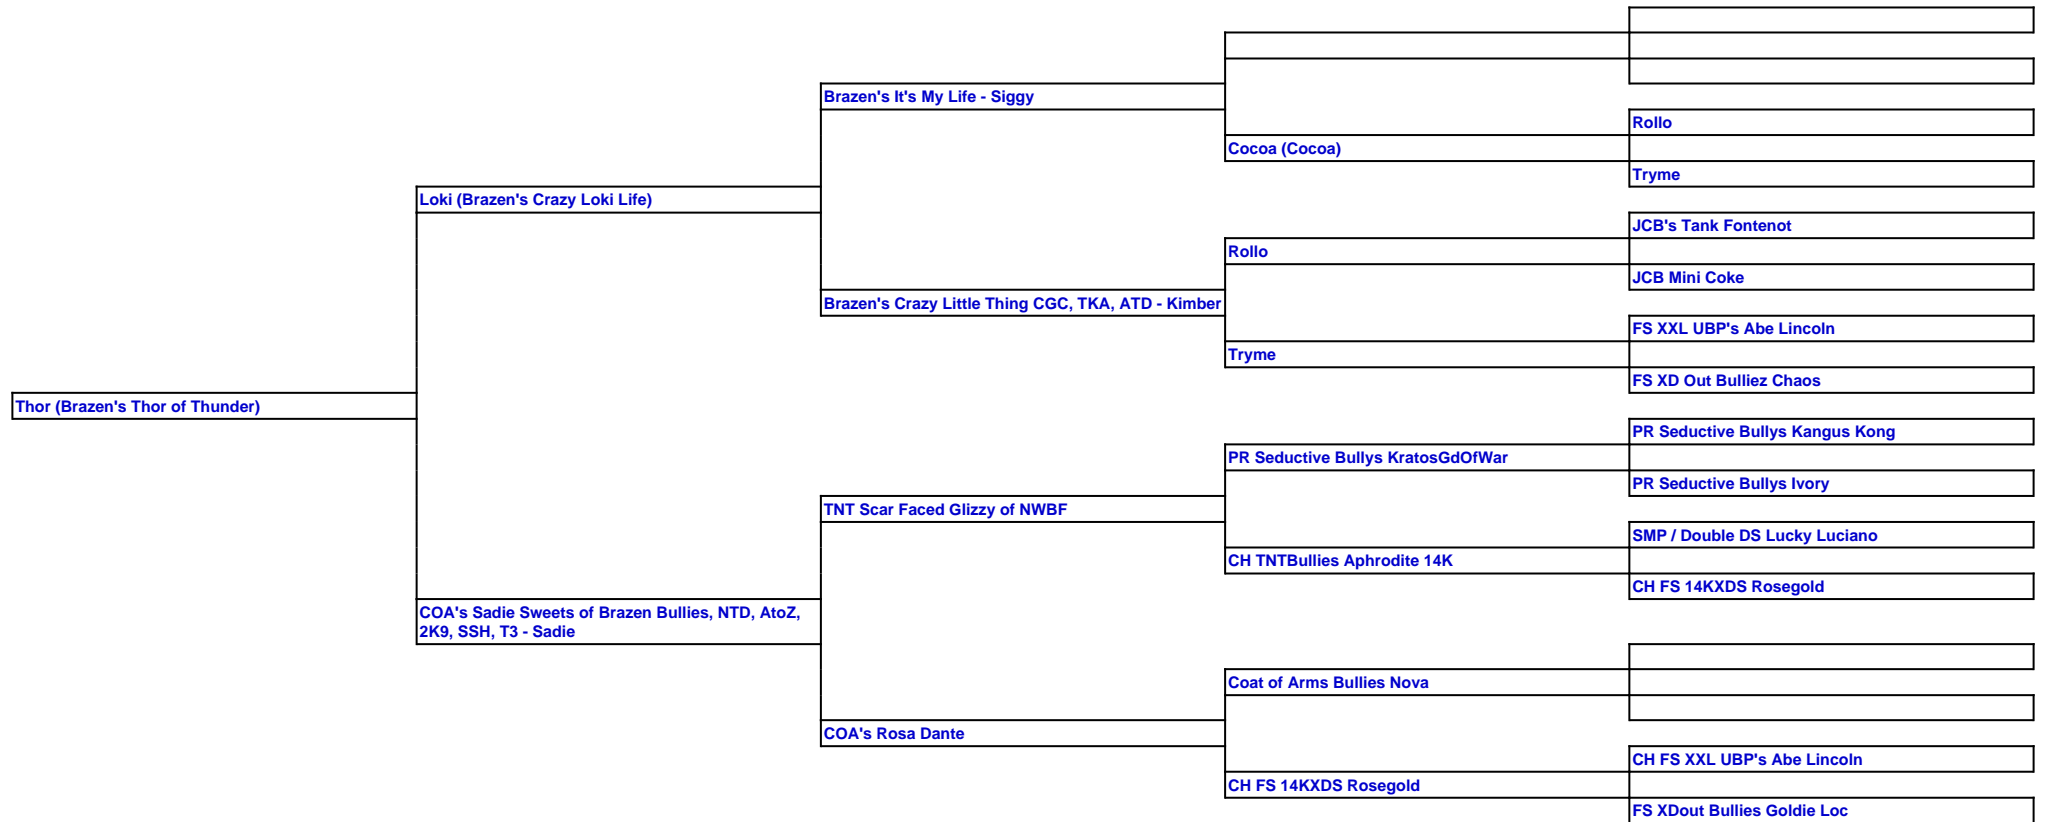 Brazen's It's My Life - Siggy
Rollo
Cocoa (Cocoa)
Tryme
Loki (Brazen's Crazy Loki Life)
JCB's Tank Fontenot
Rollo
JCB Mini Coke
Brazen's Crazy Little Thing CGC, TKA, ATD - Kimber
FS XXL UBP's Abe Lincoln
Tryme
FS XD Out Bulliez Chaos
Thor (Brazen's Thor of Thunder)
PR Seductive Bullys Kangus Kong
PR Seductive Bullys KratosGdOfWar
PR Seductive Bullys Ivory
TNT Scar Faced Glizzy of NWBF
SMP / Double DS Lucky Luciano
CH TNTBullies Aphrodite 14K
CH FS 14KXDS Rosegold
COA's Sadie Sweets of Brazen Bullies, NTD, AtoZ,
2K9, SSH, T3 - Sadie
Coat of Arms Bullies Nova
COA's Rosa Dante
CH FS XXL UBP's Abe Lincoln
CH FS 14KXDS Rosegold
FS XDout Bullies Goldie Loc